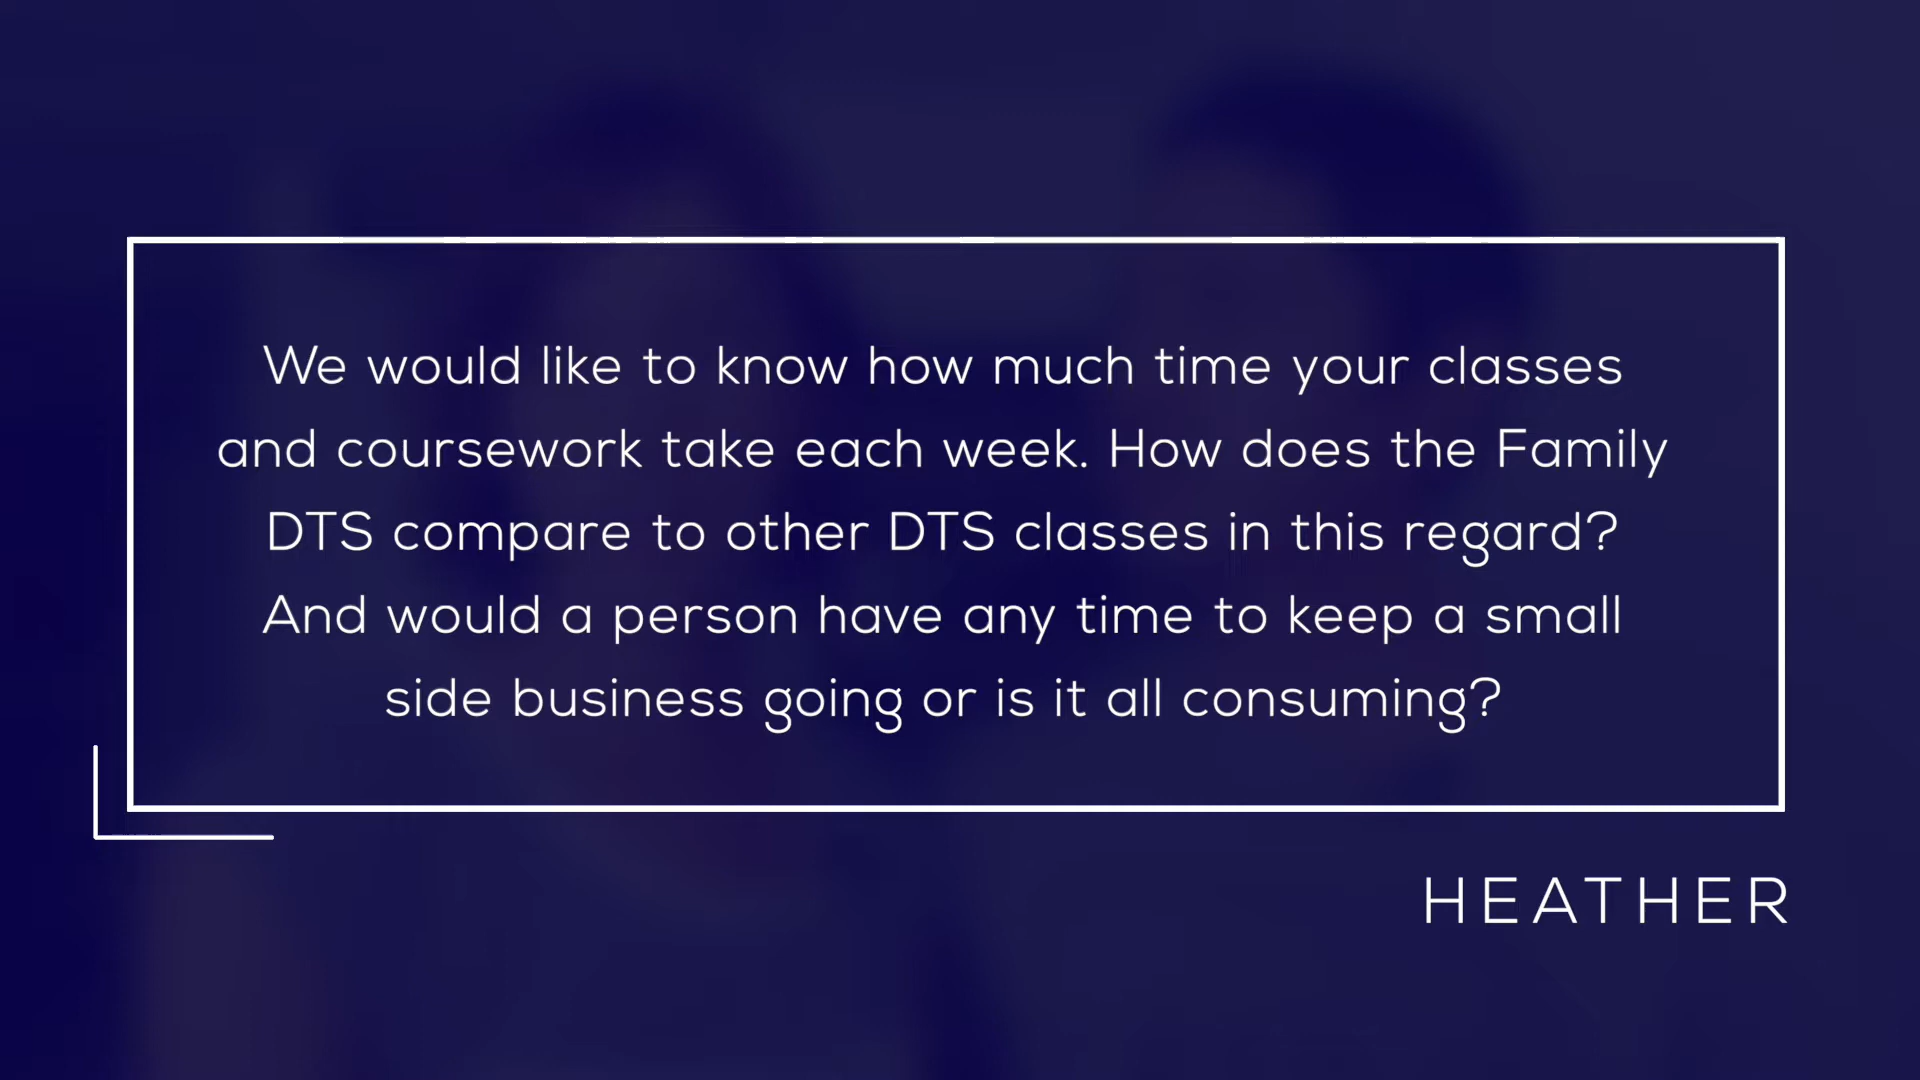 We would like to know how much time your classes
and coursework take each week. How does the Family
DTS compare to other DTS classes in this regard?
And would a person have any time to keep a small
side business going or is it all consuming?
HEATHER